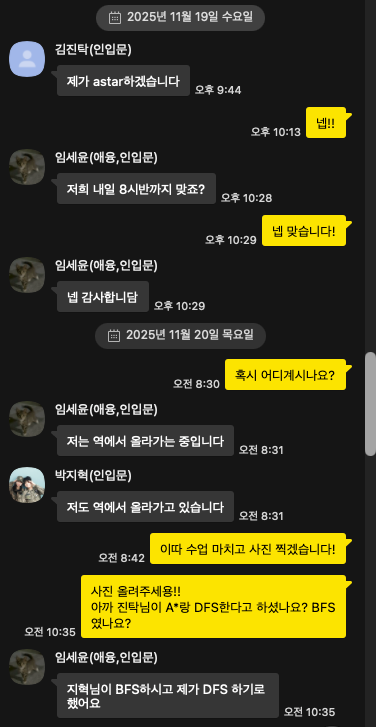 2025년 11월 19일 수요일
김진탁(인입문)
제가 astar하겠습니다
오후 9:44
넵!!
오후 10:13
임세윤(애융,인입문)
저희 내일 8시반까지 맞죠?
오후 10:28
넵 맞습니다!
오후 10:29
임세윤(애융,인입문)
넵 감사합니담
오후 10:29
2025년 11월 20일 목요일
혹시 어디계시나요?
오전 8:30
임세윤(애융,인입문)
저는 역에서 올라가는 중입니다
오전 8:31
박지혁(인입문)
저도 역에서 올라가고 있습니다
오전 8:31
이따 수업 마치고 사진 찍겠습니다!
오전 8:42
사진 올려주세용!!
아까 진탁님이 A*랑 DFS한다고 하셨나요? BFS
였나요?
오전 10:35
임세윤(애융,인입문)
지혁님이 BFS하시고 제가 DFS 하기로
했어요
오전 10:35